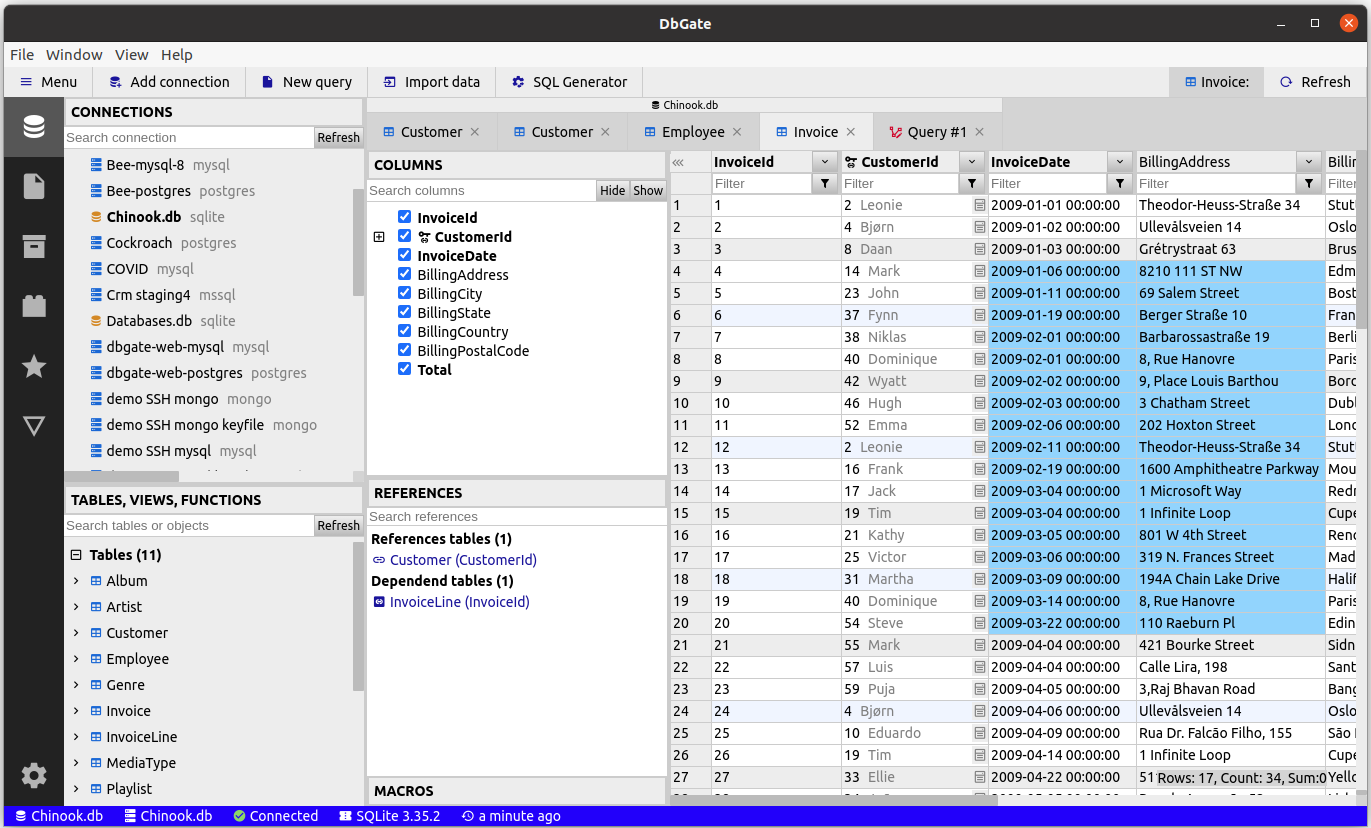 DbGate
File Window View Help
Menu Add connection New query Import data SQL Generator Invoice: Refresh
CONNECTIONS
Search connection Refresh
Bee-mysql-8 mysql
Bee-postgres postgres
Chinook.db sqlite
Cockroach postgres
COVID mysql
Crm staging4 mssql
Databases.db sqlite
dbgate-web-mysql mysql
dbgate-web-postgres postgres
demo SSH mongo mongo
demo SSH mongo keyfile mongo
demo SSH mysql mysql
TABLES, VIEWS, FUNCTIONS
Search tables or objects Refresh
Tables (11)
Album
Artist
Customer
Employee
Genre
Invoice
InvoiceLine
MediaType
Playlist
Chinook.db
Customer Customer Employee Invoice Query #1
COLUMNS
Search columns Hide Show
InvoiceId
CustomerId
InvoiceDate
BillingAddress
BillingCity
BillingState
BillingCountry
BillingPostalCode
Total
REFERENCES
Search references
References tables (1)
Customer (CustomerId)
Dependend tables (1)
InvoiceLine (InvoiceId)
MACROS
InvoiceId CustomerId InvoiceDate BillingAddress Billin
Filter Filter Filter Filter Filter
1 1 2 Leonie 2009-01-01 00:00:00 Theodor-Heuss-Straße 34 Stut
2 2 4 Bjørn 2009-01-02 00:00:00 Ullevålsveien 14 Oslo
3 3 8 Daan 2009-01-03 00:00:00 Grétrystraat 63 Brus
4 4 14 Mark 2009-01-06 00:00:00 8210 111 ST NW Edm
5 5 23 John 2009-01-11 00:00:00 69 Salem Street Bost
6 6 37 Fynn 2009-01-19 00:00:00 Berger Straße 10 Fran
7 7 38 Niklas 2009-02-01 00:00:00 Barbarossastraße 19 Berli
8 8 40 Dominique 2009-02-01 00:00:00 8, Rue Hanovre Paris
9 9 42 Wyatt 2009-02-02 00:00:00 9, Place Louis Barthou Borc
10 10 46 Hugh 2009-02-03 00:00:00 3 Chatham Street Dubl
11 11 52 Emma 2009-02-06 00:00:00 202 Hoxton Street Lonc
12 12 2 Leonie 2009-02-11 00:00:00 Theodor-Heuss-Straße 34 Stut
13 13 16 Frank 2009-02-19 00:00:00 1600 Amphitheatre Parkway Mou
14 14 17 Jack 2009-03-04 00:00:00 1 Microsoft Way Redr
15 15 19 Tim 2009-03-04 00:00:00 1 Infinite Loop Cupe
16 16 21 Kathy 2009-03-05 00:00:00 801 W 4th Street Renc
17 17 25 Victor 2009-03-06 00:00:00 319 N. Frances Street Mad
18 18 31 Martha 2009-03-09 00:00:00 194A Chain Lake Drive Halif
19 19 40 Dominique 2009-03-14 00:00:00 8, Rue Hanovre Paris
20 20 54 Steve 2009-03-22 00:00:00 110 Raeburn Pl Edin
21 21 55 Mark 2009-04-04 00:00:00 421 Bourke Street Sidn
22 22 57 Luis 2009-04-04 00:00:00 Calle Lira, 198 Sant
23 23 59 Puja 2009-04-05 00:00:00 3,Raj Bhavan Road Bang
24 24 4 Bjørn 2009-04-06 00:00:00 Ullevålsveien 14 Oslo
25 25 10 Eduardo 2009-04-09 00:00:00 Rua Dr. Falcão Filho, 155 São
26 26 19 Tim 2009-04-14 00:00:00 1 Infinite Loop Cupe
27 27 33 Ellie 2009-04-22 00:00:00 51 Rows: 17, Count: 34, Sum:0 Yello
Chinook.db Chinook.db Connected SQLite 3.35.2 a minute ago